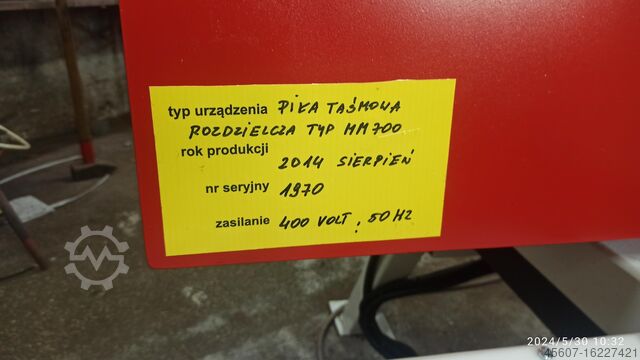 typ urządzenia PIŁA TAŚMOWA
ROZDZIELCZA TYP MM700
rok produkcji
2014 SIERPIEŃ
nr seryjny 1970
zasilanie 400 VOLT; 50 HZ
2024/5/30 10:32
45607-16227421